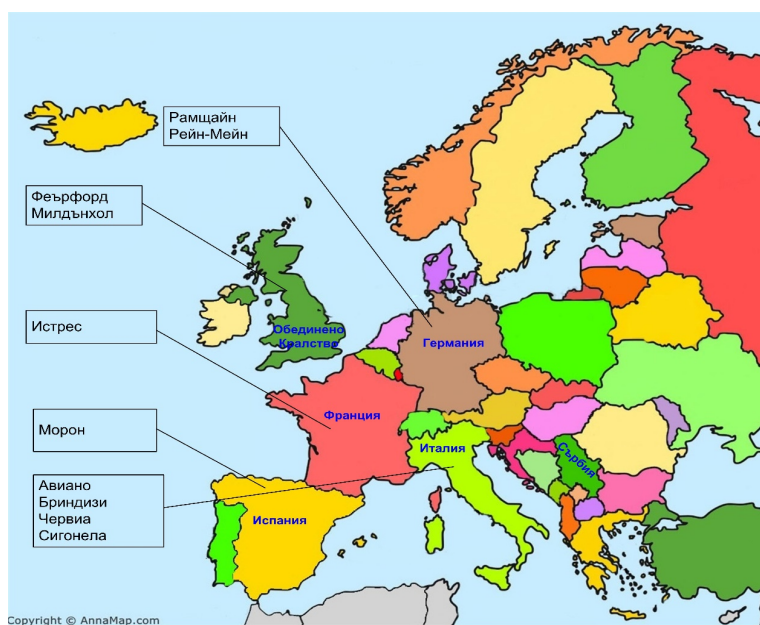 Рамщайн
Рейн-Мейн
Феърфорд
Милдънхол
Истрес
Обединено
Кралство
Германия
Франция
Морон
Италия
Сърбия
Авиано
Бриндизи
Червиа
Сигонела
Испания
Copyright © AnnaMap.com